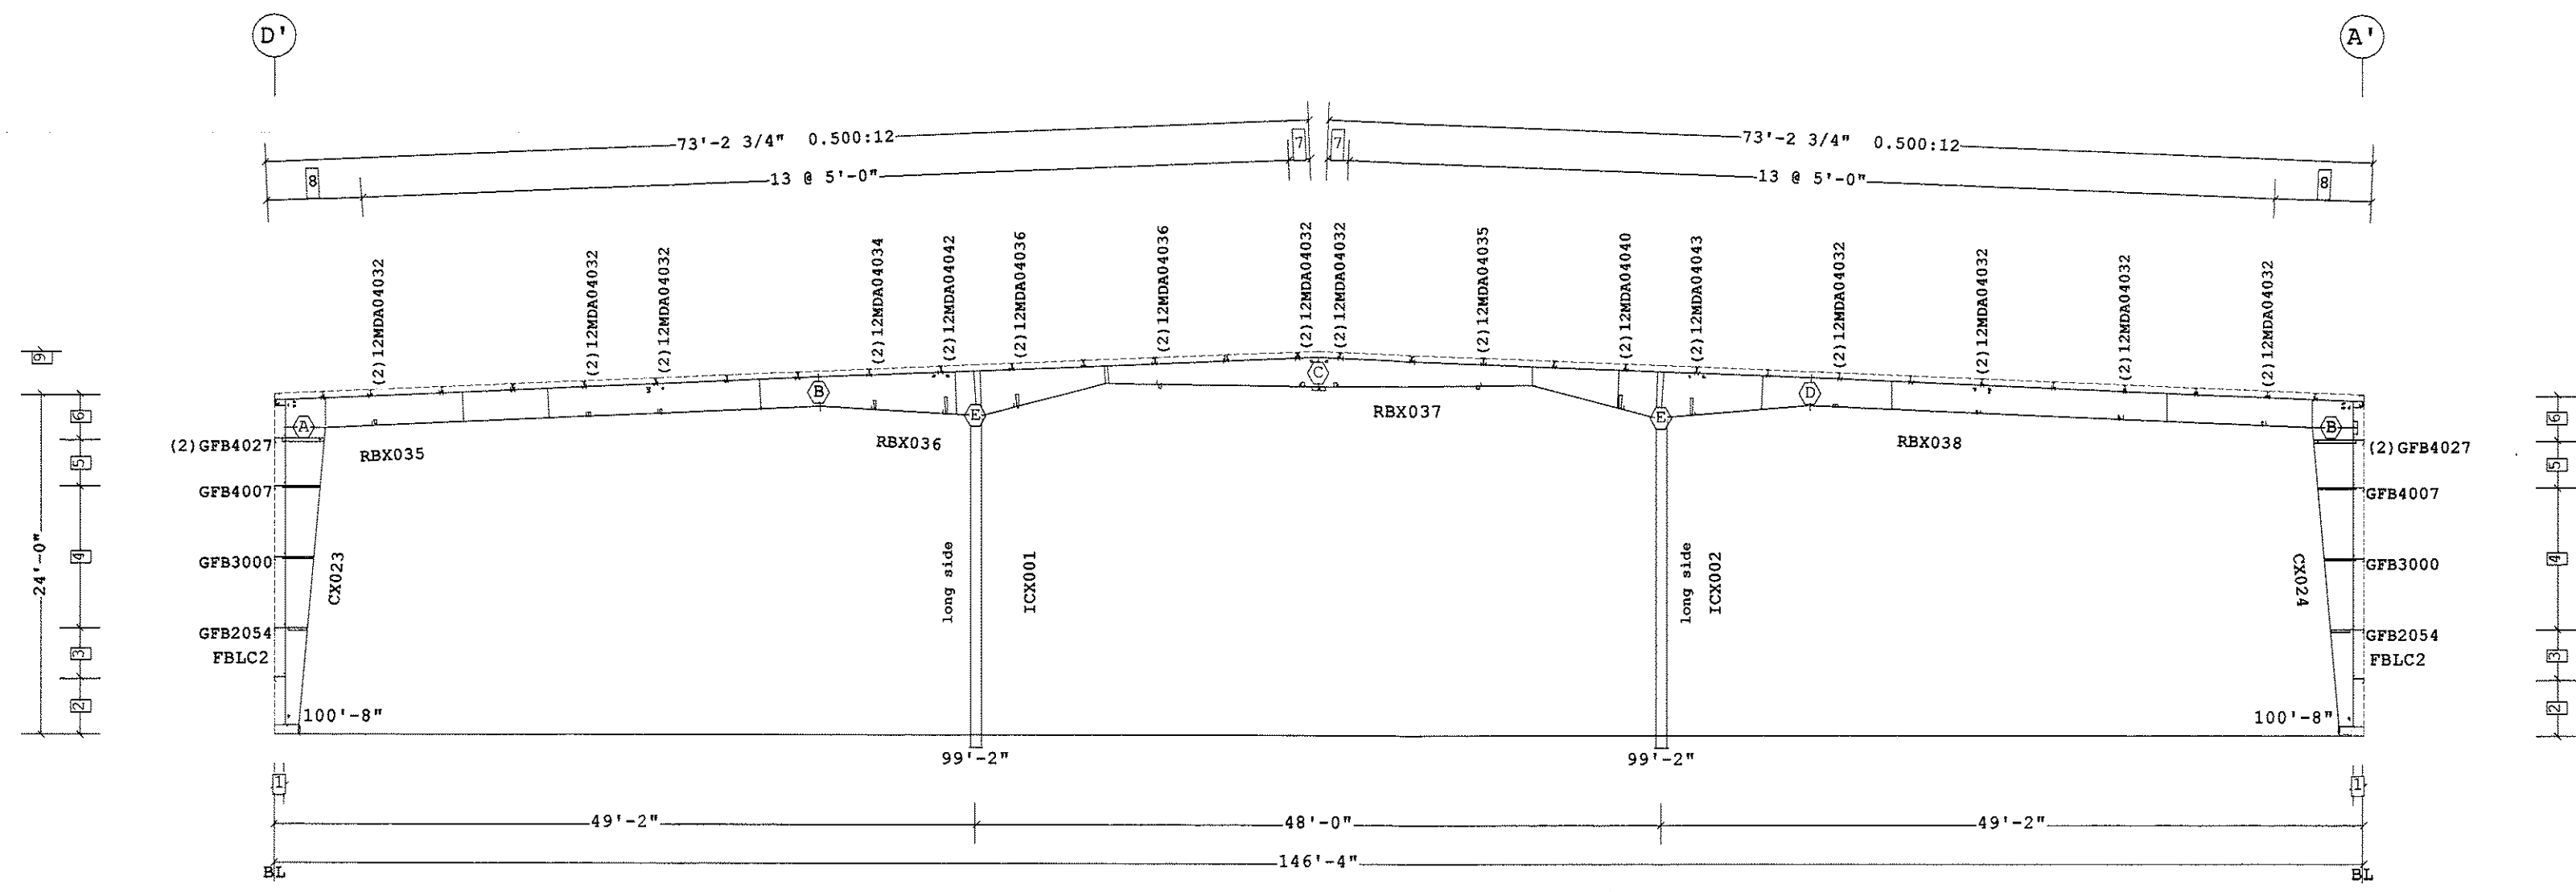 D'
A'
73'-2 3/4" 0.500:12
7
7
73'-2 3/4" 0.500:12
8
13 @ 5'-0"
13 @ 5'-0"
8
(2)12MDA04032
(2)12MDA04032
(2)12MDA04032
(2)12MDA04034
(2)12MDA04042
(2)12MDA04036
(2)12MDA04036
(2)12MDA04032
(2)12MDA04032
(2)12MDA04035
(2)12MDA04040
(2)12MDA04043
(2)12MDA04032
(2)12MDA04032
(2)12MDA04032
(2)12MDA04032
9
C
B
D
E
E
A
B
RBX037
RBX036
RBX038
RBX035
6
6
(2)GFB4027
(2)GFB4027
5
5
GFB4007
GFB4007
24'-0"
4
4
GFB3000
GFB3000
CX023
long side
ICX001
long side
ICX002
CX024
GFB2054
GFB2054
3
3
FBLC2
FBLC2
2
2
100'-8"
100'-8"
99'-2"
99'-2"
1
1
49'-2"
48'-0"
49'-2"
146'-4"
BL
BL